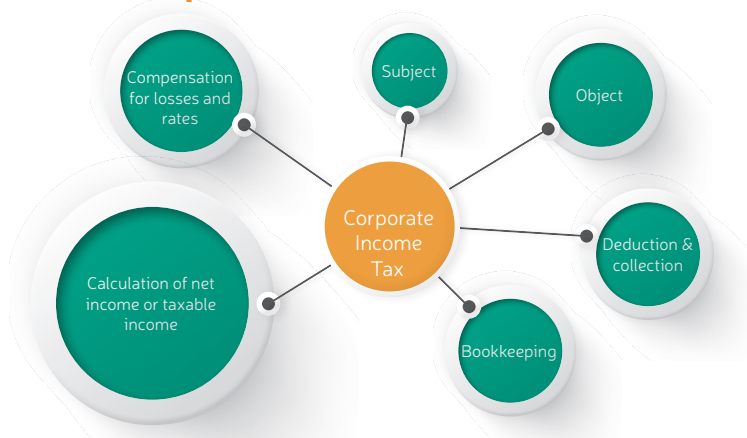 Compensation
for losses and
rates
Subject
Object
Corporate
Income
Tax
Deduction &
collection
Calculation of net
income or taxable
income
Bookkeeping